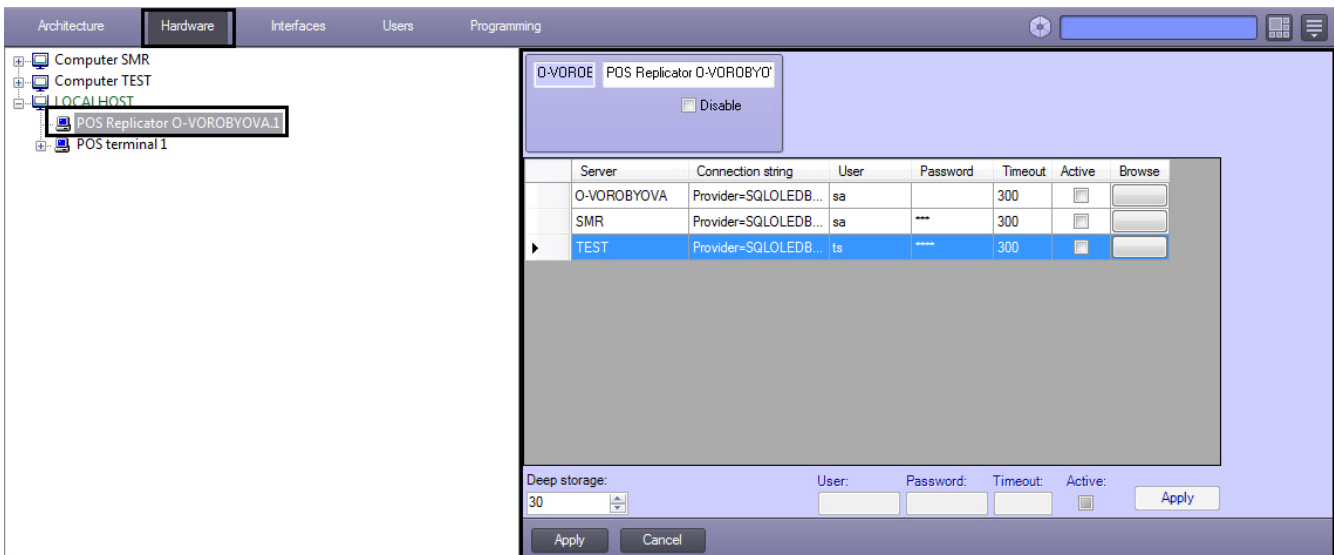 Architecture Hardware Interfaces Users Programming
Computer SMR
Computer TEST
LOCALHOST
POS Replicator O-VOROBYOVA.1
POS terminal 1
O-VOROE POS Replicator O-VOROBYO
Disable
Server Connection string User Password Timeout Active Browse
O-VOROBYOVA Provider=SQLOLEDB... sa 300
SMR Provider=SQLOLEDB... sa *** 300
TEST Provider=SQLOLEDB... ts **** 300
Deep storage: User: Password: Timeout: Active:
30 Apply
Apply Cancel